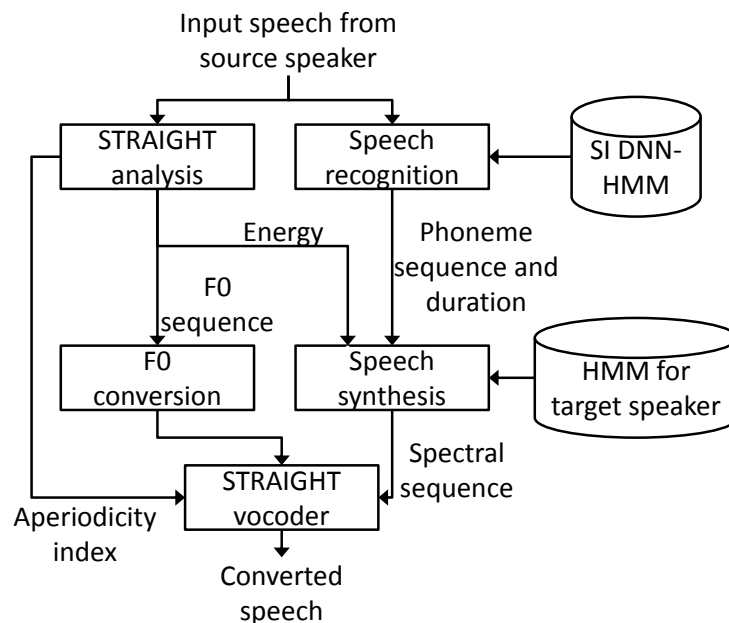 Input speech from
source speaker
STRAIGHT
analysis
Speech
recognition
SI DNN-
HMM
Energy
Phoneme
sequence and
duration
F0
sequence
F0
conversion
Speech
synthesis
HMM for
target speaker
Spectral
sequence
STRAIGHT
vocoder
Aperiodicity
index
Converted
speech